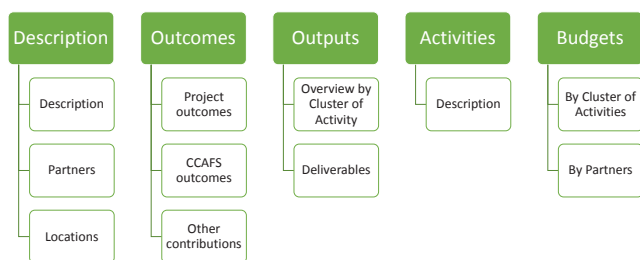 Description
Outcomes
Outputs
Activities
Budgets
Description
Partners
Locations
Project
outcomes
CCAFS
outcomes
Other
contributions
Overview by
Cluster of
Activity
Deliverables
Description
By Cluster of
Activities
By Partners